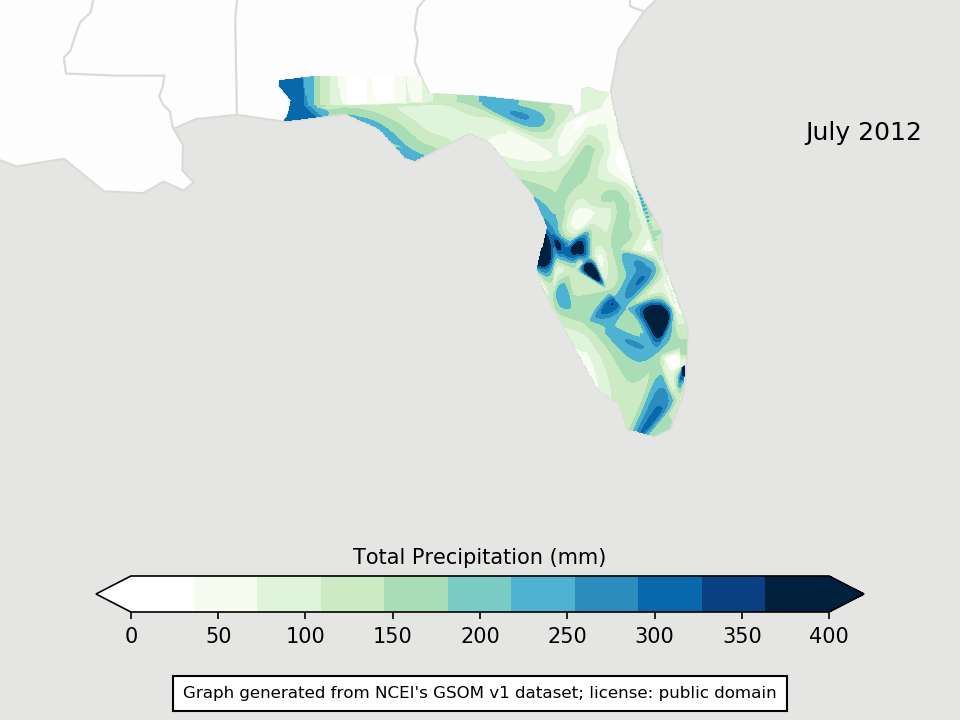 July 2012
Total Precipitation (mm)
0 50 100 150 200 250 300 350 400
Graph generated from NCEI's GSOM v1 dataset; license: public domain